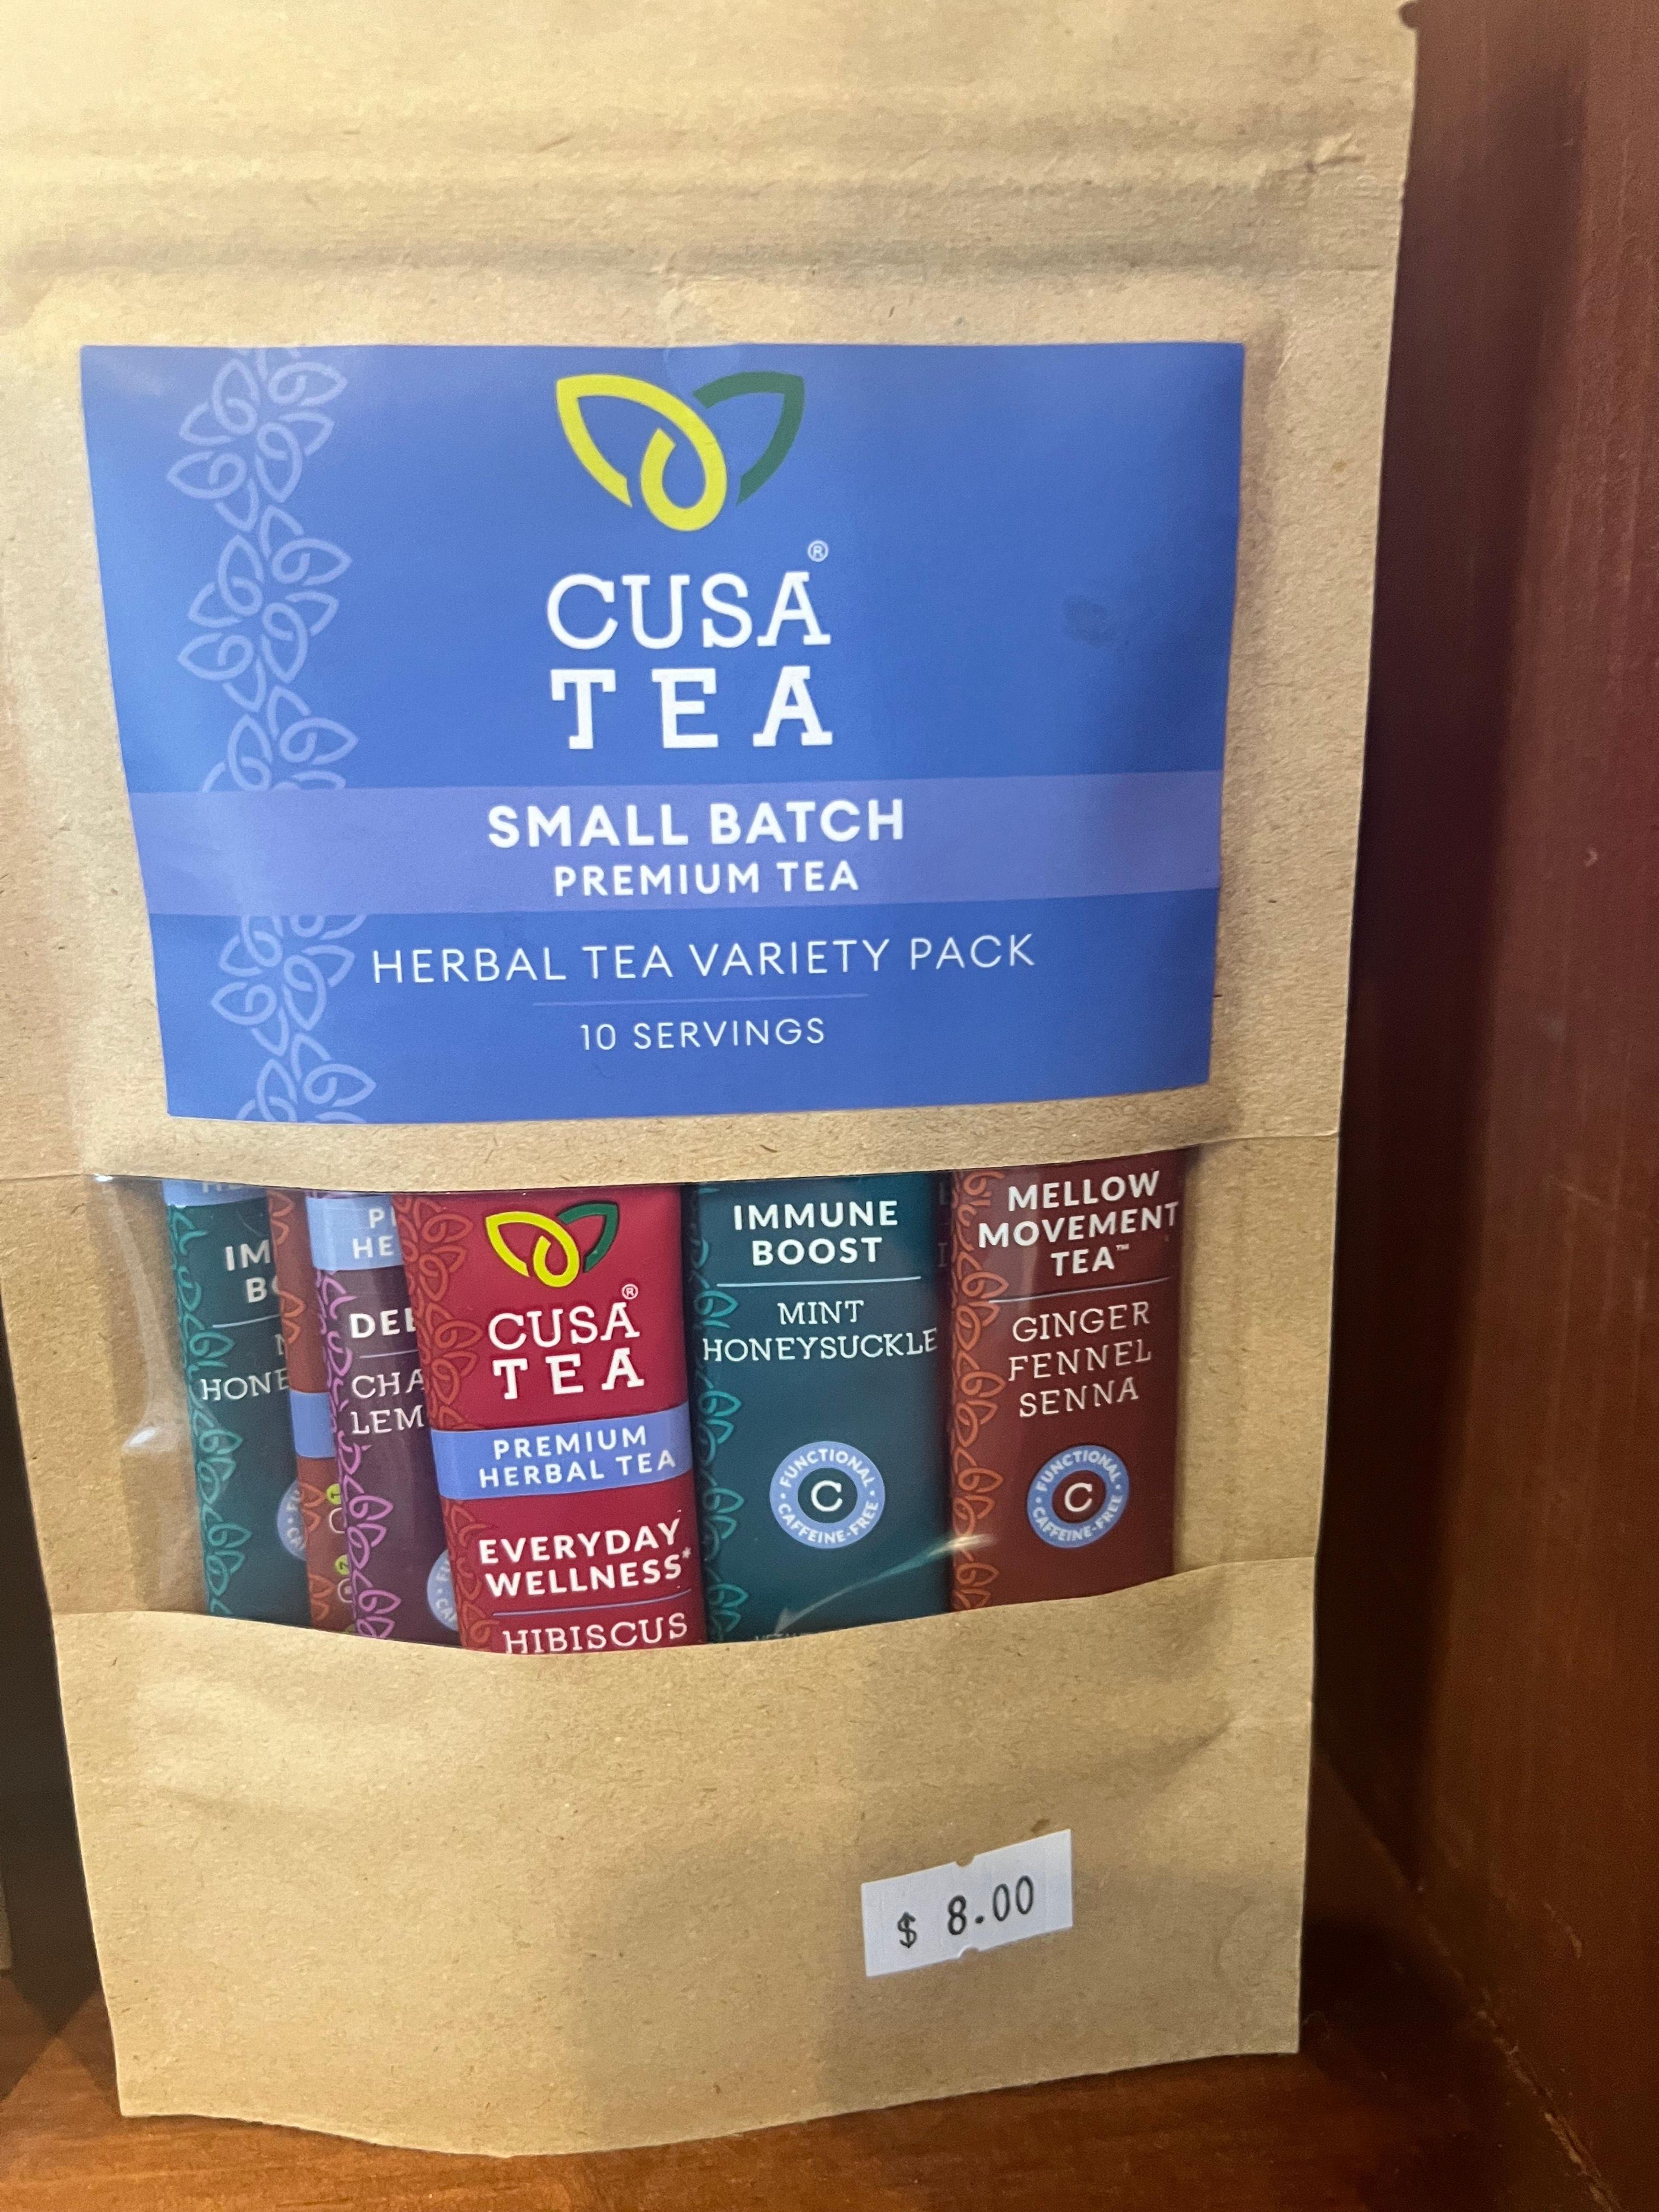 CUSA®
TEA
SMALL BATCH
PREMIUM TEA
HERBAL TEA VARIETY PACK
10 SERVINGS
CUSA®
TEA
PREMIUM
HERBAL TEA
EVERYDAY
WELLNESS*
HIBISCUS
IMMUNE
BOOST
MINT
HONEYSUCKLE
FUNCTIONAL
C
CAFFEINE-FREE
MELLOW
MOVEMENT
TEA™
GINGER
FENNEL
SENNA
FUNCTIONAL
C
CAFFEINE-FREE
$ 8.00